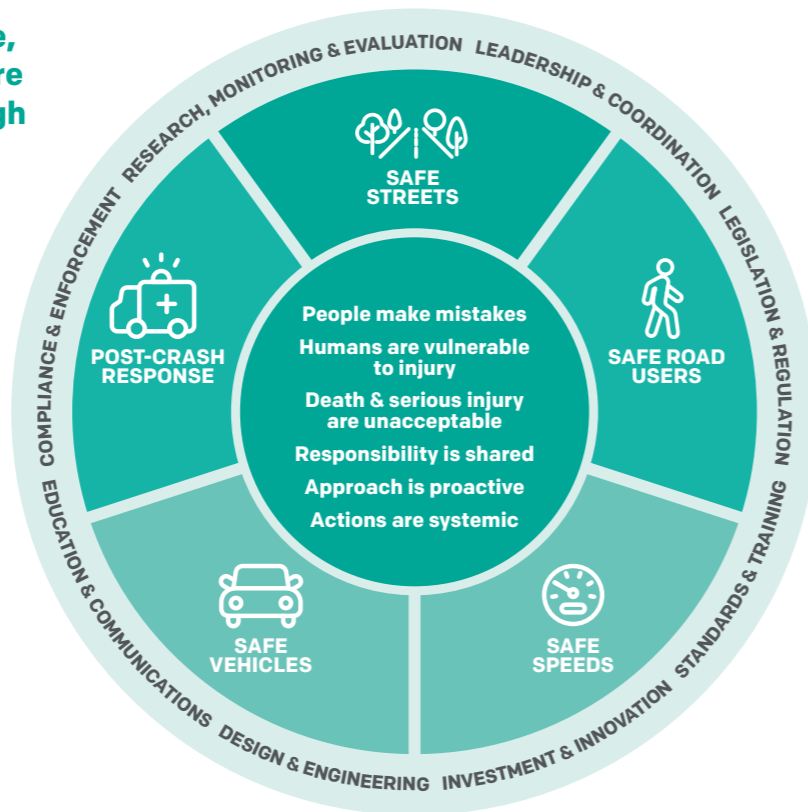 e,
re
gh
RESEARCH, MONITORING & EVALUATION
LEADERSHIP & COORDINATION
LEGISLATION & REGULATION
STANDARDS & TRAINING
INVESTMENT & INNOVATION
DESIGN & ENGINEERING
EDUCATION & COMMUNICATIONS
COMPLIANCE & ENFORCEMENT
SAFE
STREETS
SAFE ROAD
USERS
SAFE
SPEEDS
SAFE
VEHICLES
POST-CRASH
RESPONSE
People make mistakes
Humans are vulnerable
to injury
Death & serious injury
are unacceptable
Responsibility is shared
Approach is proactive
Actions are systemic